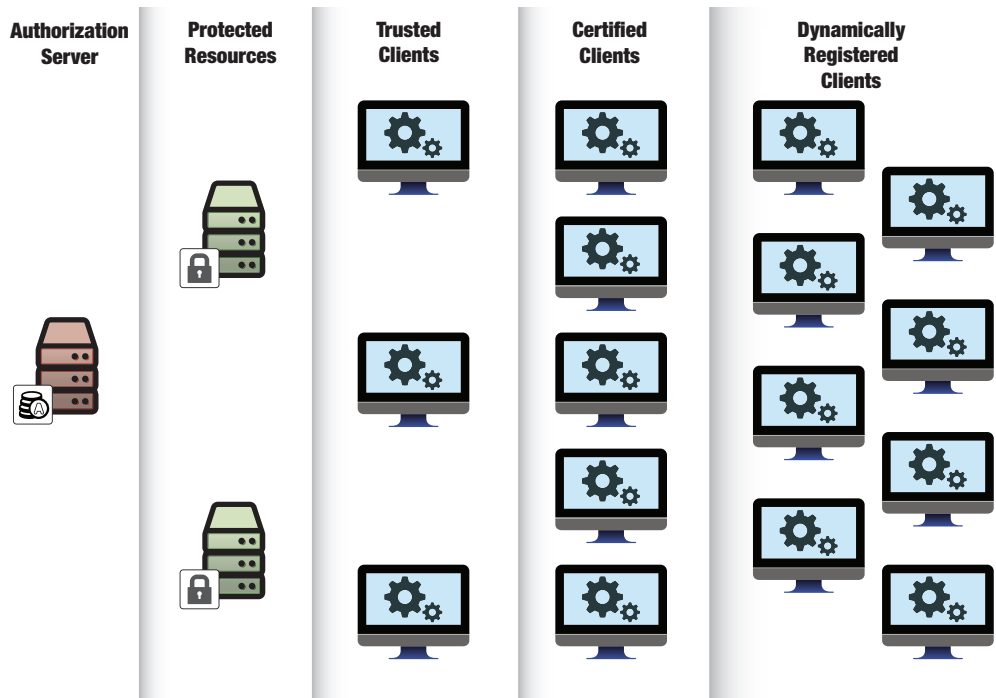 Authorization
Server
Protected
Resources
Trusted
Clients
Certified
Clients
Dynamically
Registered
Clients
A